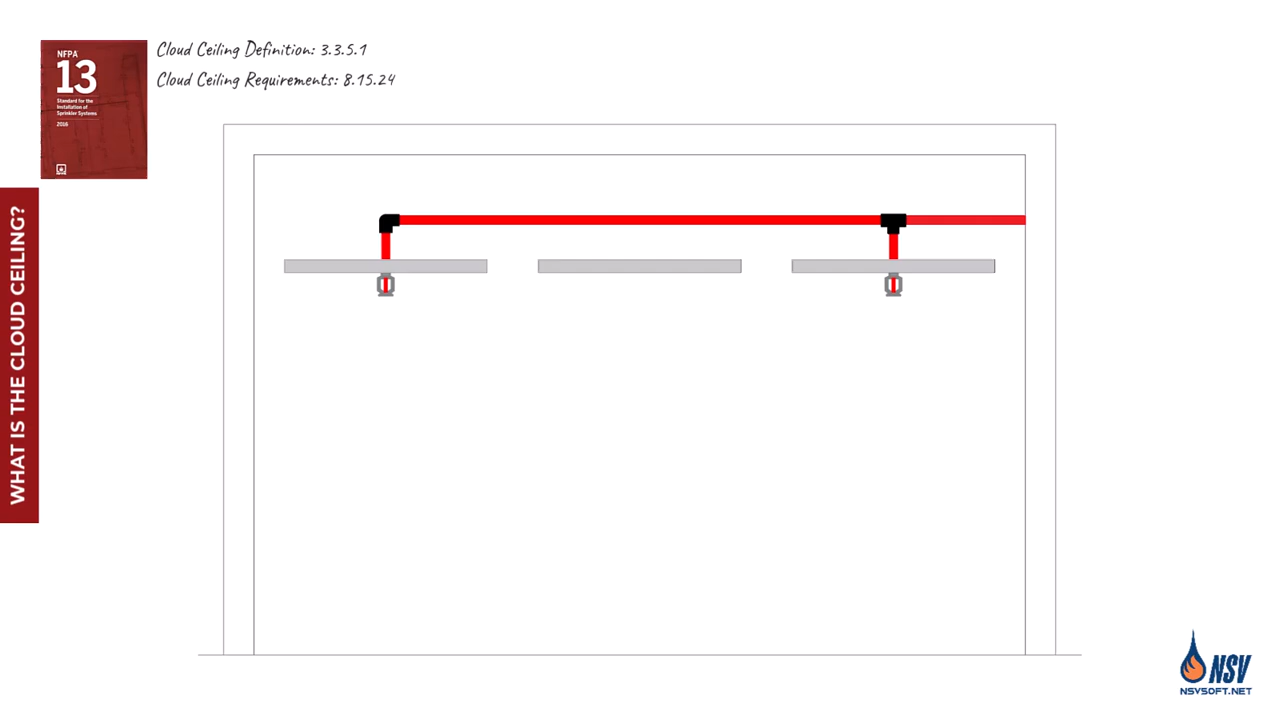 Cloud Ceiling Definition: 3.3.5.1
Cloud Ceiling Requirements: 8.15.24
NFPA
13
Standard for the
Installation of
Sprinkler Systems
2016
WHAT IS THE CLOUD CEILING?
NSV
NSVSOFT.NET